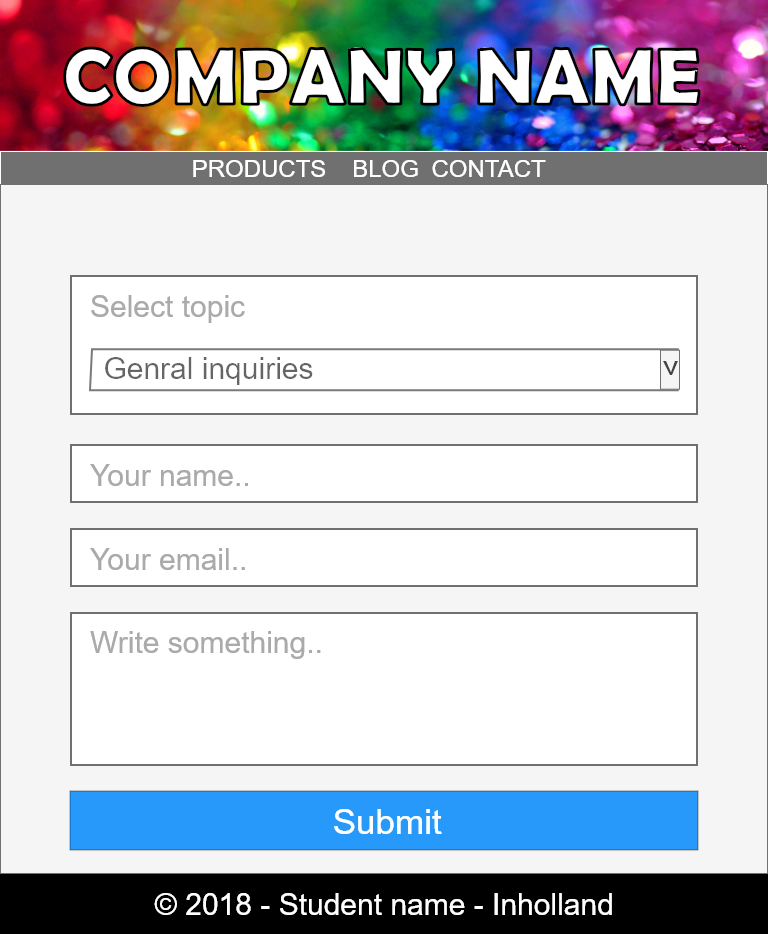 COMPANY NAME
PRODUCTS BLOG CONTACT
Select topic
Genral inquiries
V
Your name..
Your email..
Write something..
Submit
© 2018 - Student name - Inholland